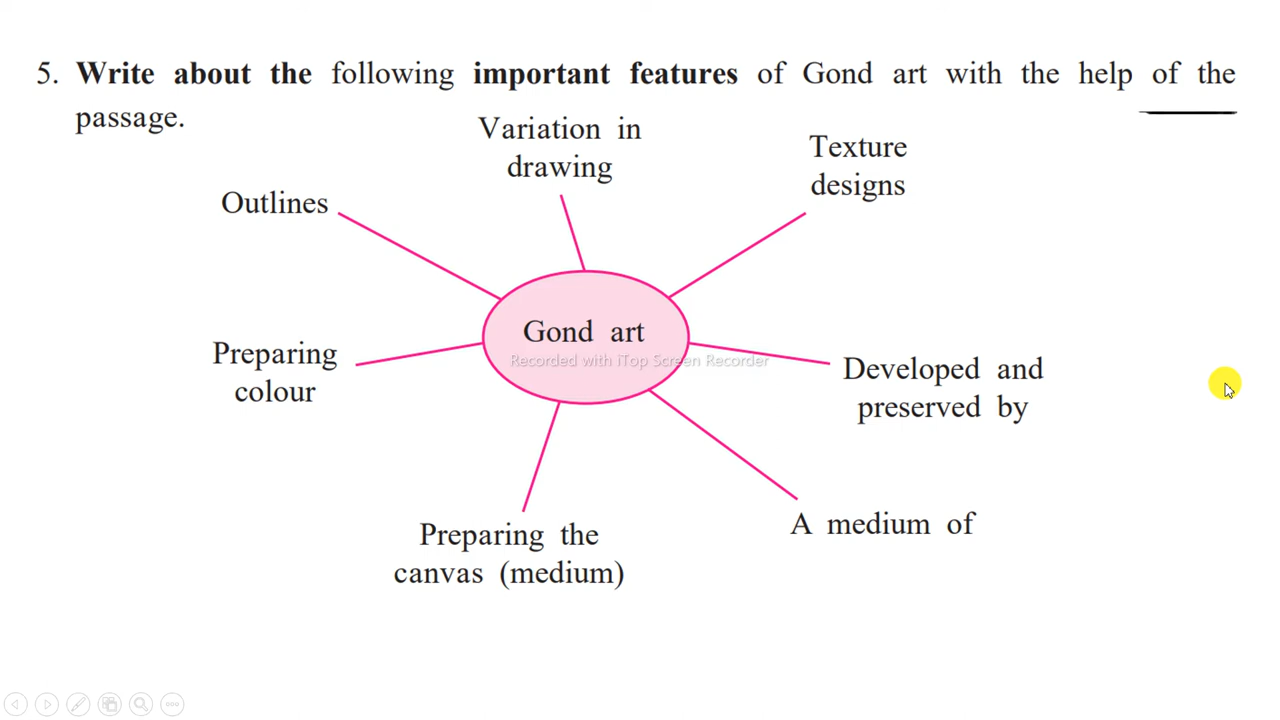 5. Write about the following important features of Gond art with the help of the
passage.
Variation in
drawing
Texture
designs
Outlines
Gond art
Recorded with iTop Screen Recorder
Preparing
colour
Developed and
preserved by
A medium of
Preparing the
canvas (medium)